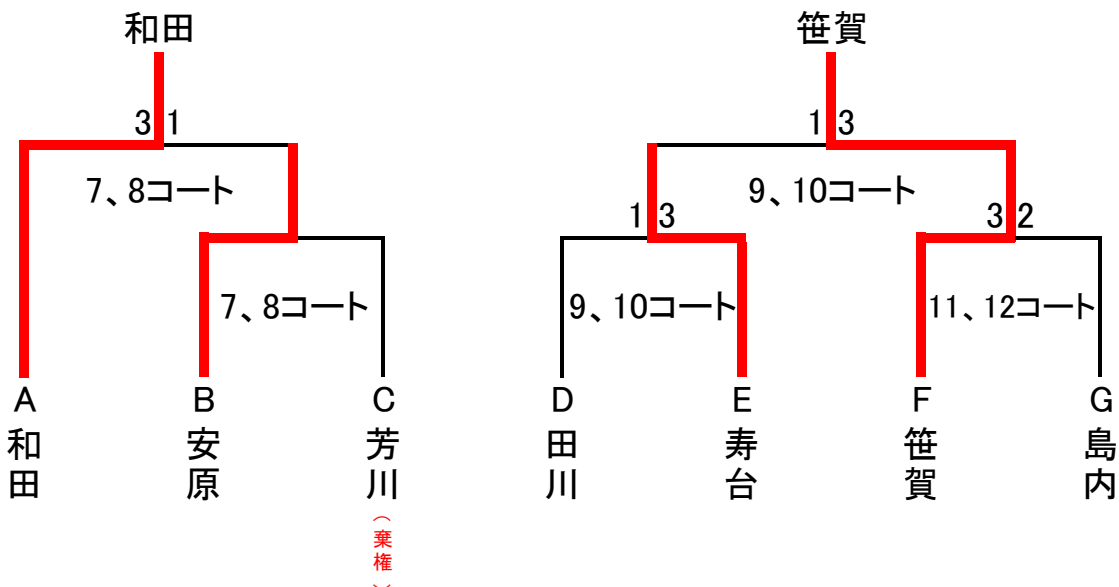 和田
笹賀
3 1
1 3
7、8コート
9、10コート
1 3
3 2
7、8コート
9、10コート
11、12コート
A
B
C
D
E
F
G
和田
安原
芳川
田川
寿台
笹賀
島内
（棄権）